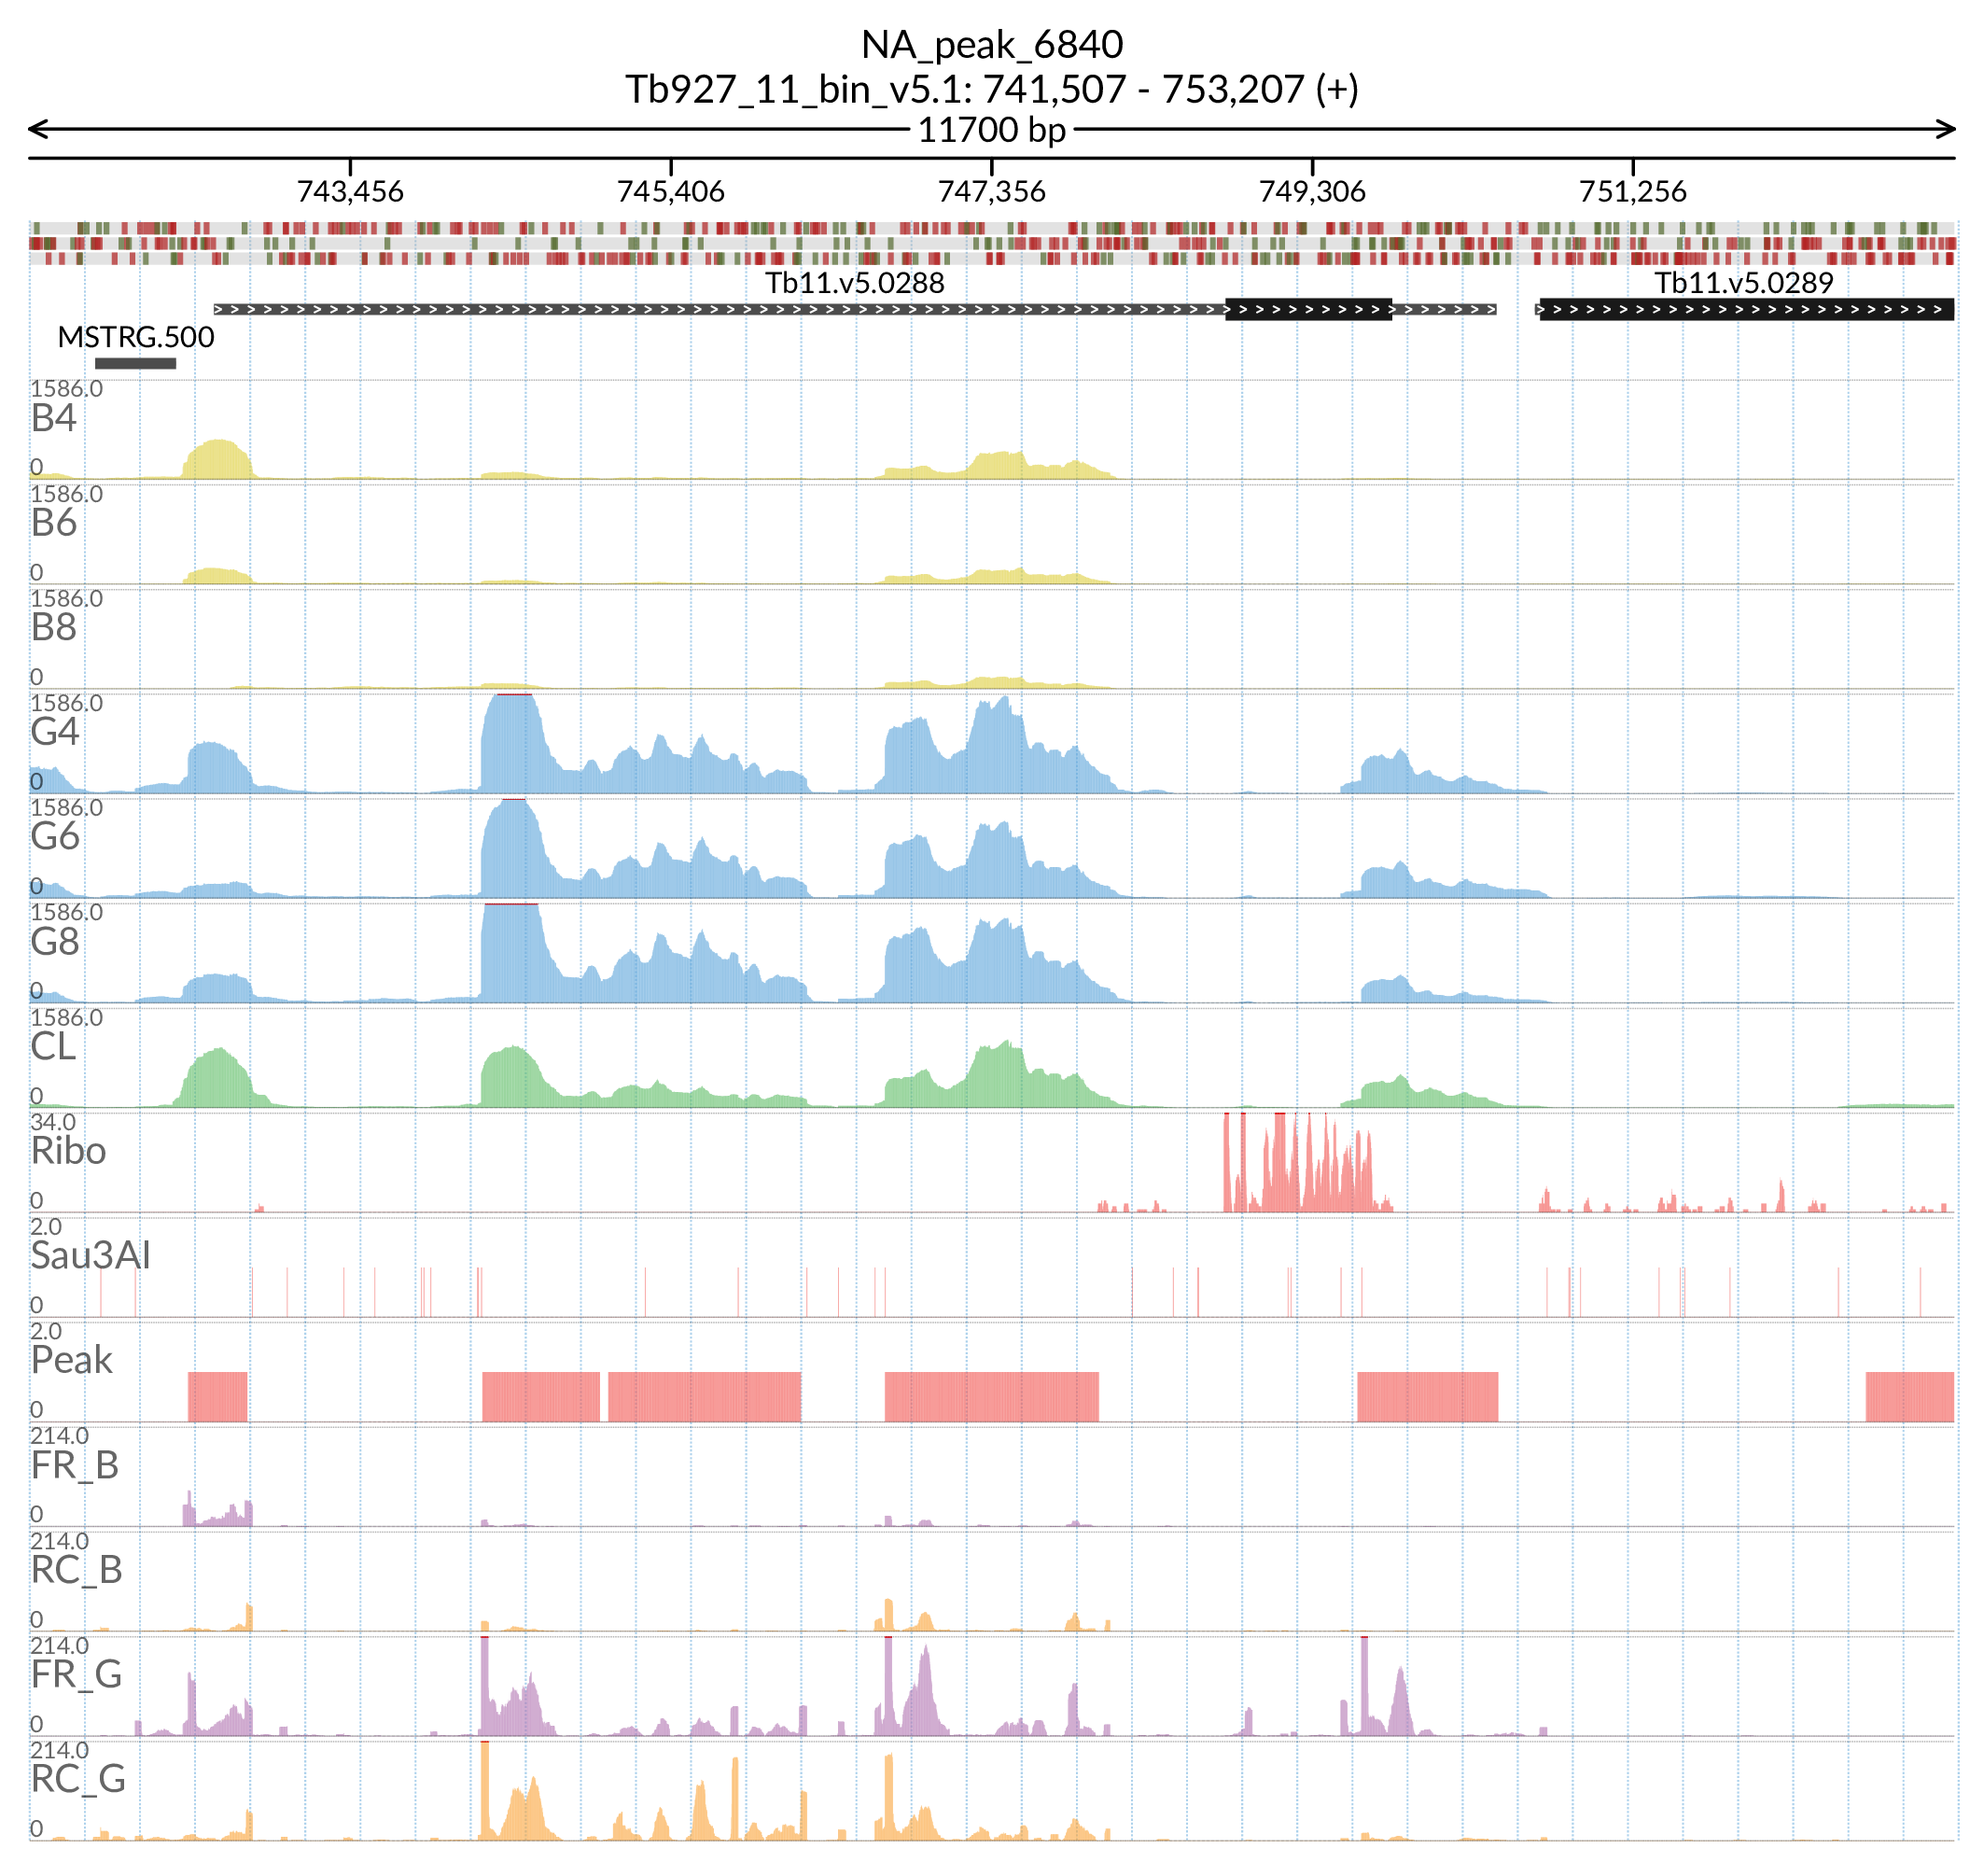 NA_peak_6840
Tb927_11_bin_v5.1: 741,507 - 753,207 (+)
11700 bp
743,456 745,406 747,356 749,306 751,256
Tb11.v5.0288 Tb11.v5.0289
MSTRG.500
1586.0
B4
0
1586.0
B6
0
1586.0
B8
0
1586.0
G4
0
1586.0
G6
0
1586.0
G8
0
1586.0
CL
0
34.0
Ribo
0
2.0
Sau3AI
0
2.0
Peak
0
214.0
FR_B
0
214.0
RC_B
0
214.0
FR_G
0
214.0
RC_G
0